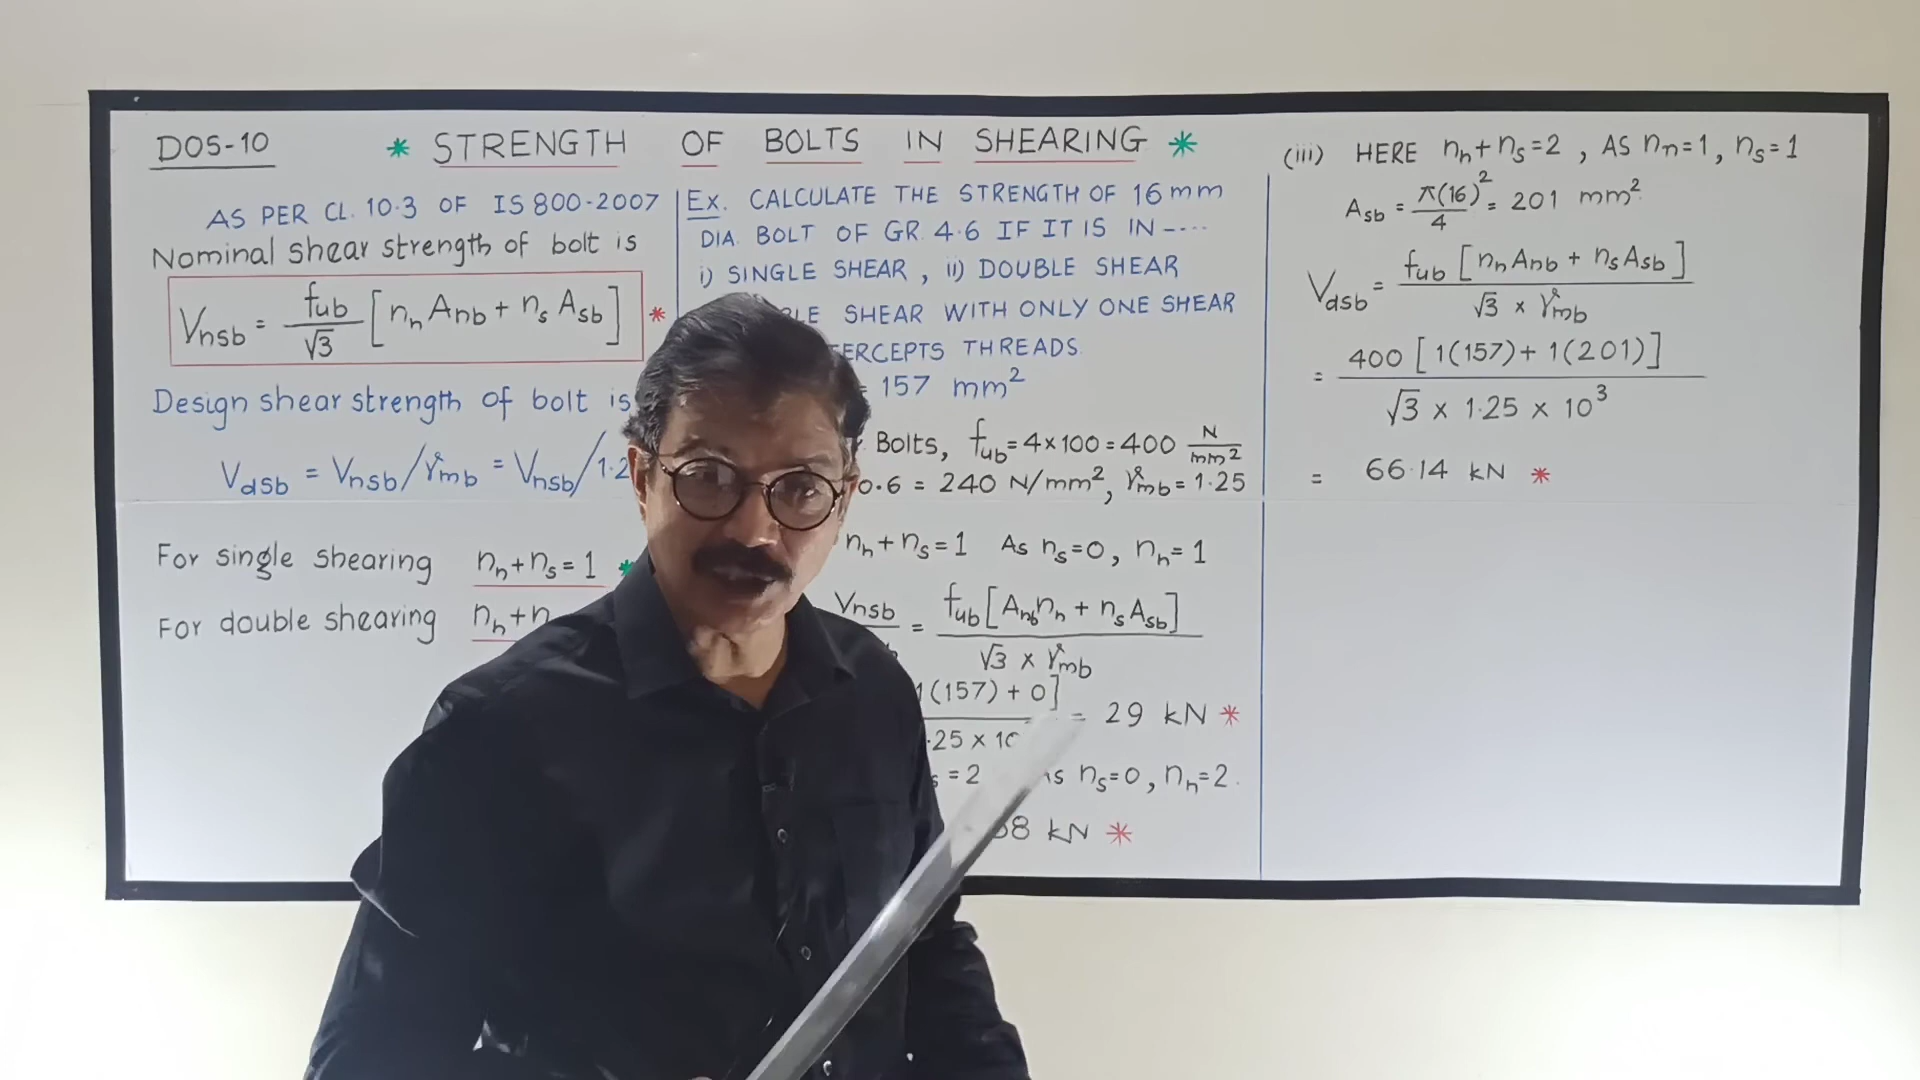 DOS-10
* STRENGTH OF BOLTS IN SHEARING *
AS PER CL. 10.3 OF IS 800-2007
Nominal shear strength of bolt is
Vnsb = fub/√3 [nn Anb + ns Asb] *
Design shear strength of bolt is
Vdsb = Vnsb/γmb = Vnsb/1.2
For single shearing nn+ns=1 *
For double shearing nn+n
Ex. CALCULATE THE STRENGTH OF 16 mm
DIA. BOLT OF GR. 4.6 IF IT IS IN ----
i) SINGLE SHEAR, ii) DOUBLE SHEAR
SHEAR WITH ONLY ONE SHEAR
THREADS.
= 157 mm²
Bolts, fub = 4×100 = 400 N/mm²
0.6 = 240 N/mm², γmb = 1.25
nn+ns=1 As ns=0, nn=1
Vnsb = fub [Anb nn + ns Asb]
√3 × γmb
1(157) + 0]
= 29 kN *
.25 × 10
s = 2 As ns=0, nn=2.
58 kN *
(iii) HERE nn+ns=2, AS nn=1, ns=1
Asb = π(16)²/4 = 201 mm²
Vdsb = fub [nn Anb + ns Asb]
√3 × γmb
= 400 [1(157) + 1(201)]
√3 × 1.25 × 10³
= 66.14 kN *